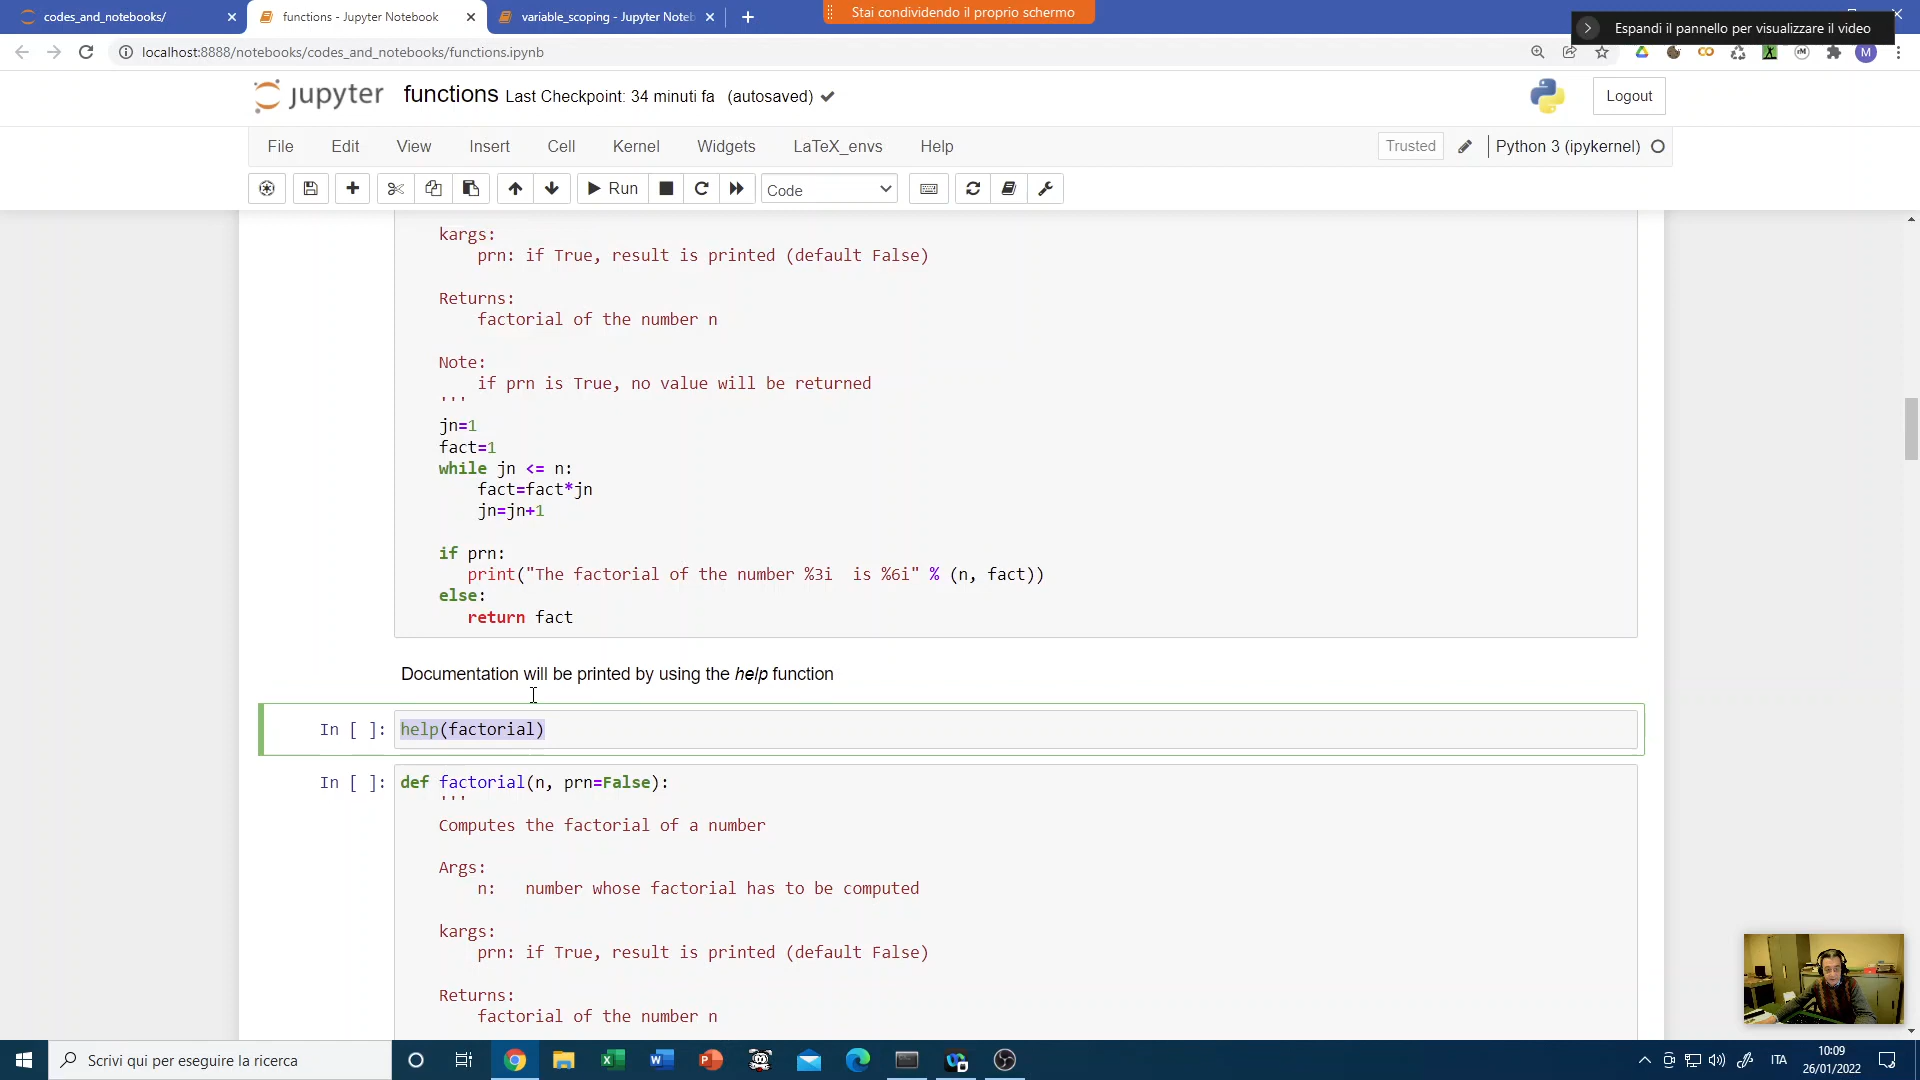 codes_and_notebooks/
functions - Jupyter Notebook
variable_scoping - Jupyter Noteb
Stai condividendo il proprio schermo
Espandi il pannello per visualizzare il video
localhost:8888/notebooks/codes_and_notebooks/functions.ipynb
M
jupyter functions Last Checkpoint: 34 minuti fa (autosaved)
Logout
File Edit View Insert Cell Kernel Widgets LaTeX_envs Help
Trusted
Python 3 (ipykernel)
Run
Code
kargs:
prn: if True, result is printed (default False)
Returns:
factorial of the number n
Note:
if prn is True, no value will be returned
'''
jn=1
fact=1
while jn <= n:
fact=fact*jn
jn=jn+1
if prn:
print("The factorial of the number %3i  is %6i" % (n, fact))
else:
return fact
Documentation will be printed by using the help function
In [ ]: help(factorial)
In [ ]: def factorial(n, prn=False):
'''
Computes the factorial of a number
Args:
n:   number whose factorial has to be computed
kargs:
prn: if True, result is printed (default False)
Returns:
factorial of the number n
Scrivi qui per eseguire la ricerca
ITA
10:09
26/01/2022